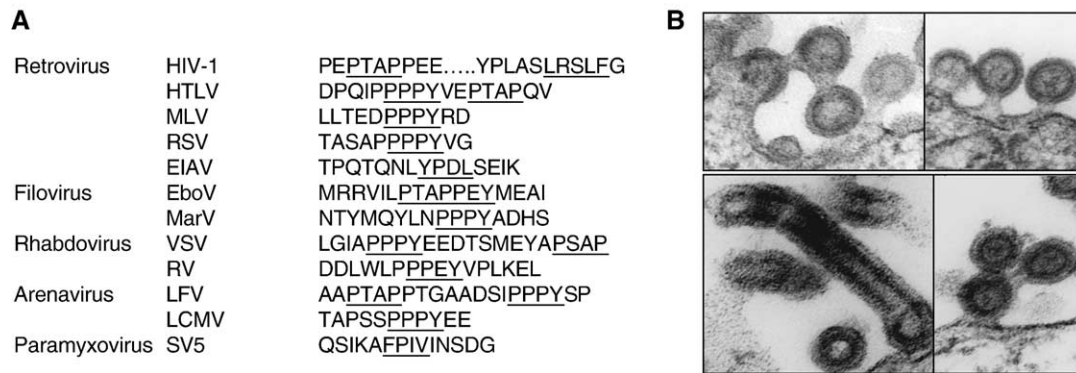 A
B
Retrovirus HIV-1 PEPTAPPEE.....YPLASLRSLFG
HTLV DPQIPPPPYVEPTAPQV
MLV LLTEDPPPYRD
RSV TASAPPPPYVG
EIAV TPQTQNLYPDLSEIK
Filovirus EboV MRRVILPTAPPEYMEAI
MarV NTYMQYLNPPPYADHS
Rhabdovirus VSV LGIAPPPYEEDTSMEYAPSAP
RV DDLWLPPPEYVPLKEL
Arenavirus LFV AAPTAPPTGAADSIPPPYSP
LCMV TAPSSPPPYEE
Paramyxovirus SV5 QSIKAFPIVINSDG